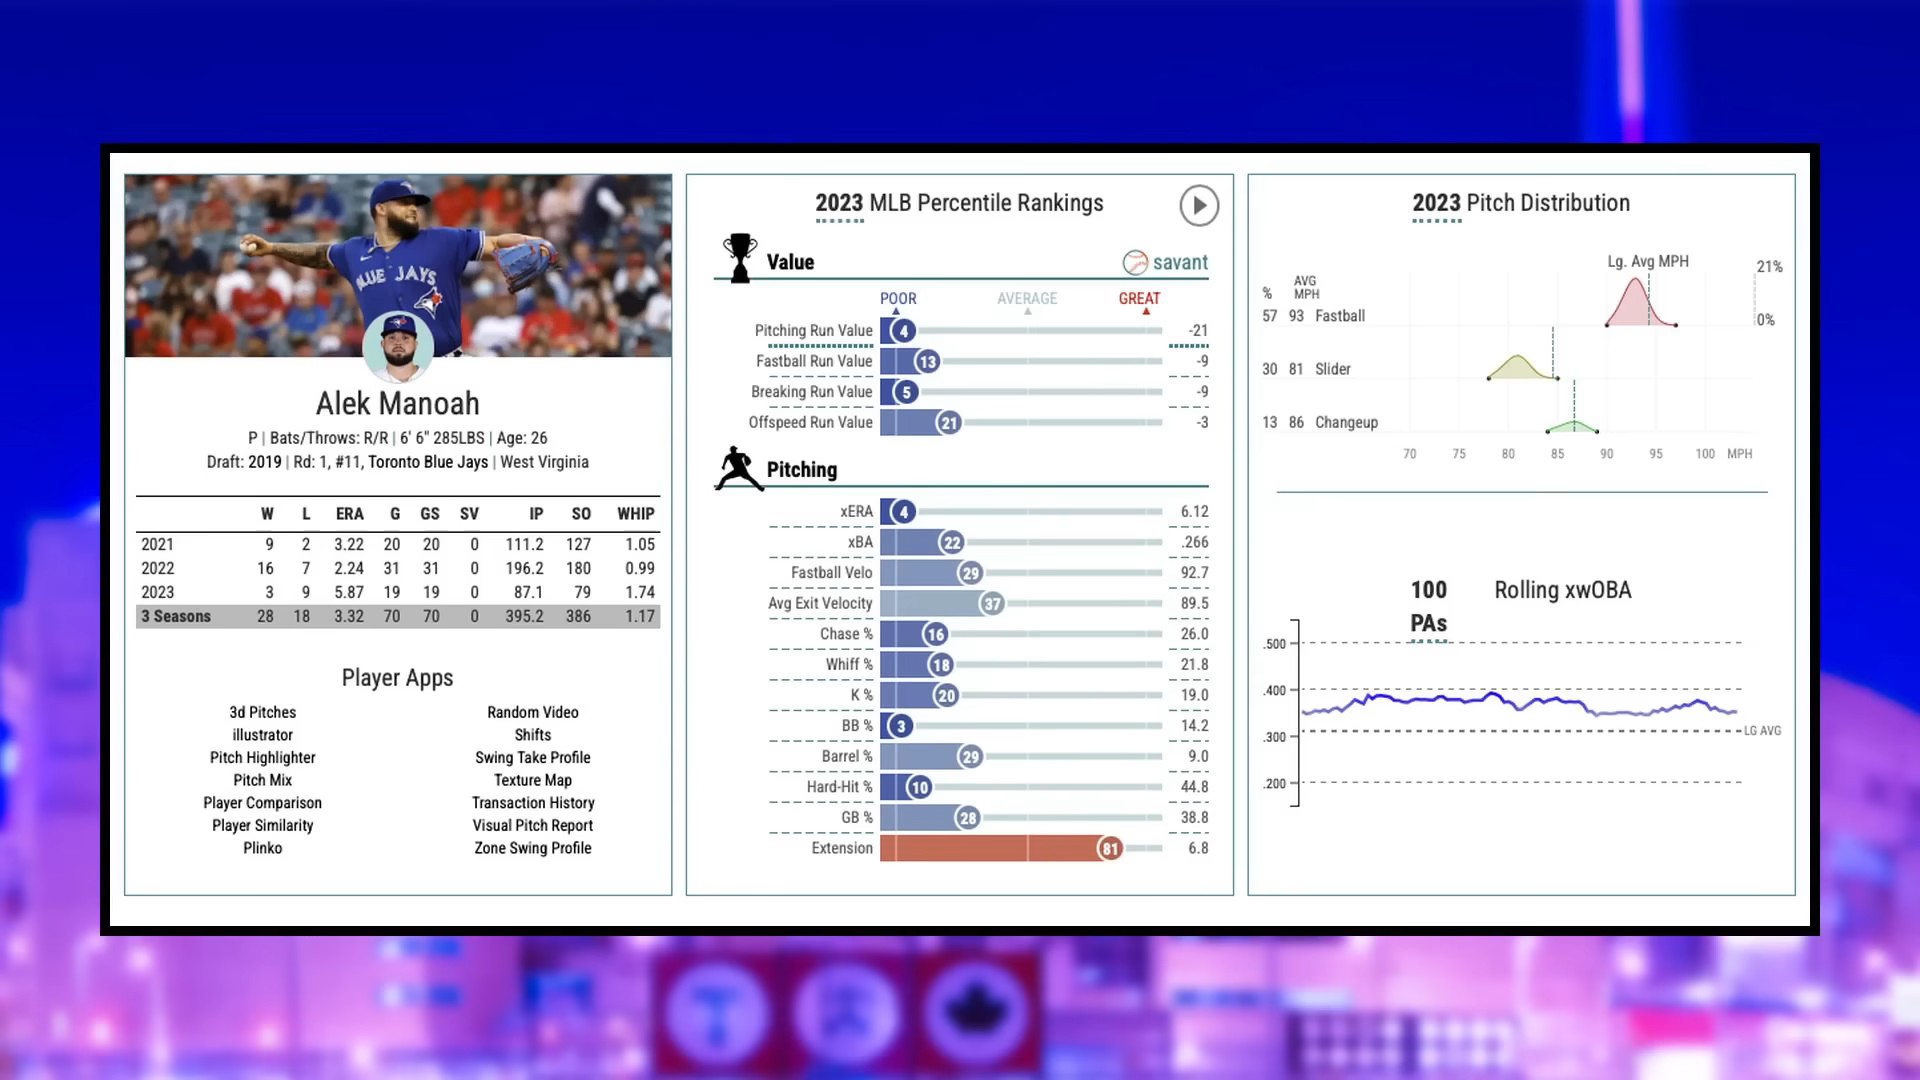 BLUE JAYS
Alek Manoah
P | Bats/Throws: R/R | 6' 6" 285LBS | Age: 26
Draft: 2019 | Rd: 1, #11, Toronto Blue Jays | West Virginia
W L ERA G GS SV IP SO WHIP
2021 9 2 3.22 20 20 0 111.2 127 1.05
2022 16 7 2.24 31 31 0 196.2 180 0.99
2023 3 9 5.87 19 19 0 87.1 79 1.74
3 Seasons 28 18 3.32 70 70 0 395.2 386 1.17
Player Apps
3d Pitches Random Video
illustrator Shifts
Pitch Highlighter Swing Take Profile
Pitch Mix Texture Map
Player Comparison Transaction History
Player Similarity Visual Pitch Report
Plinko Zone Swing Profile
2023 MLB Percentile Rankings
Value savant
POOR AVERAGE GREAT
Pitching Run Value 4 -21
Fastball Run Value 13 -9
Breaking Run Value 5 -9
Offspeed Run Value 21 -3
Pitching
xERA 4 6.12
xBA 22 .266
Fastball Velo 29 92.7
Avg Exit Velocity 37 89.5
Chase % 16 26.0
Whiff % 18 21.8
K % 20 19.0
BB % 3 14.2
Barrel % 29 9.0
Hard-Hit % 10 44.8
GB % 28 38.8
Extension 81 6.8
2023 Pitch Distribution
Lg. Avg MPH 21%
% AVG MPH
57 93 Fastball 0%
30 81 Slider
13 86 Changeup
70 75 80 85 90 95 100 MPH
100 PAs Rolling xwOBA
.500
.400
.300 LG AVG
.200